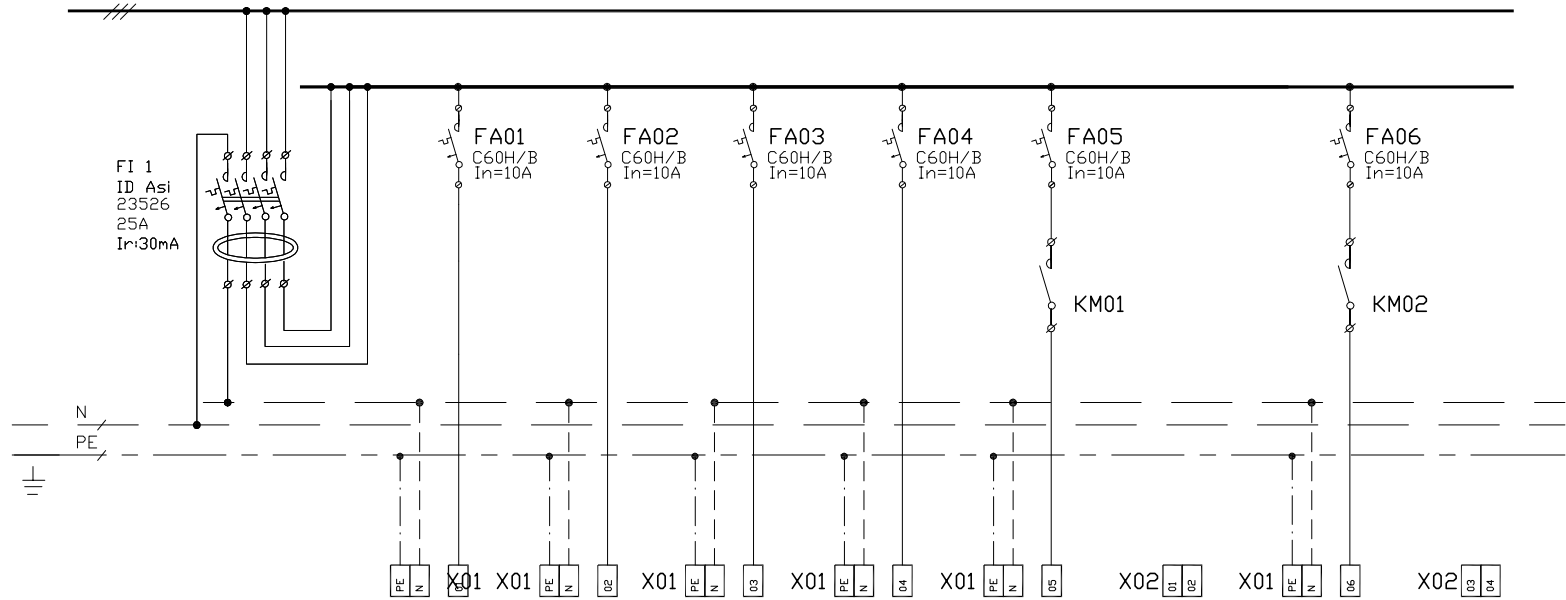 FI 1
ID Asi
23526
25A
Ir:30mA
FA01
C60H/B
In=10A
FA02
C60H/B
In=10A
FA03
C60H/B
In=10A
FA04
C60H/B
In=10A
FA05
C60H/B
In=10A
FA06
C60H/B
In=10A
KM01
KM02
N
PE
PE N X01 01
X01 PE N 02
X01 PE N 03
X01 PE N 04
X01 PE N 05
X02 01 02
X01 PE N 06
X02 03 04